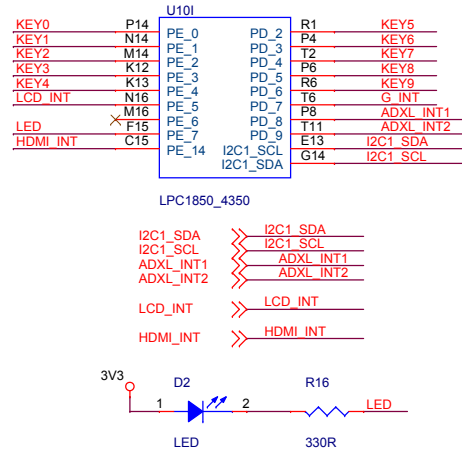 U10I
KEY0 P14 PE_0 PD_2 R1 KEY5
KEY1 N14 PE_1 PD_3 P4 KEY6
KEY2 M14 PE_2 PD_4 T2 KEY7
KEY3 K12 PE_3 PD_5 P6 KEY8
KEY4 K13 PE_4 PD_6 R6 KEY9
LCD_INT N16 PE_5 PD_7 T6 G_INT
M16 PE_6 PD_8 P8 ADXL_INT1
LED F15 PE_7 PD_9 T11 ADXL_INT2
HDMI_INT C15 PE_14 I2C1_SCL E13 I2C1_SDA
I2C1_SDA G14 I2C1_SCL
LPC1850_4350
I2C1_SDA I2C1_SDA
I2C1_SCL I2C1_SCL
ADXL_INT1 ADXL_INT1
ADXL_INT2 ADXL_INT2
LCD_INT LCD_INT
HDMI_INT HDMI_INT
3V3 D2 R16
1 2 LED
LED 330R